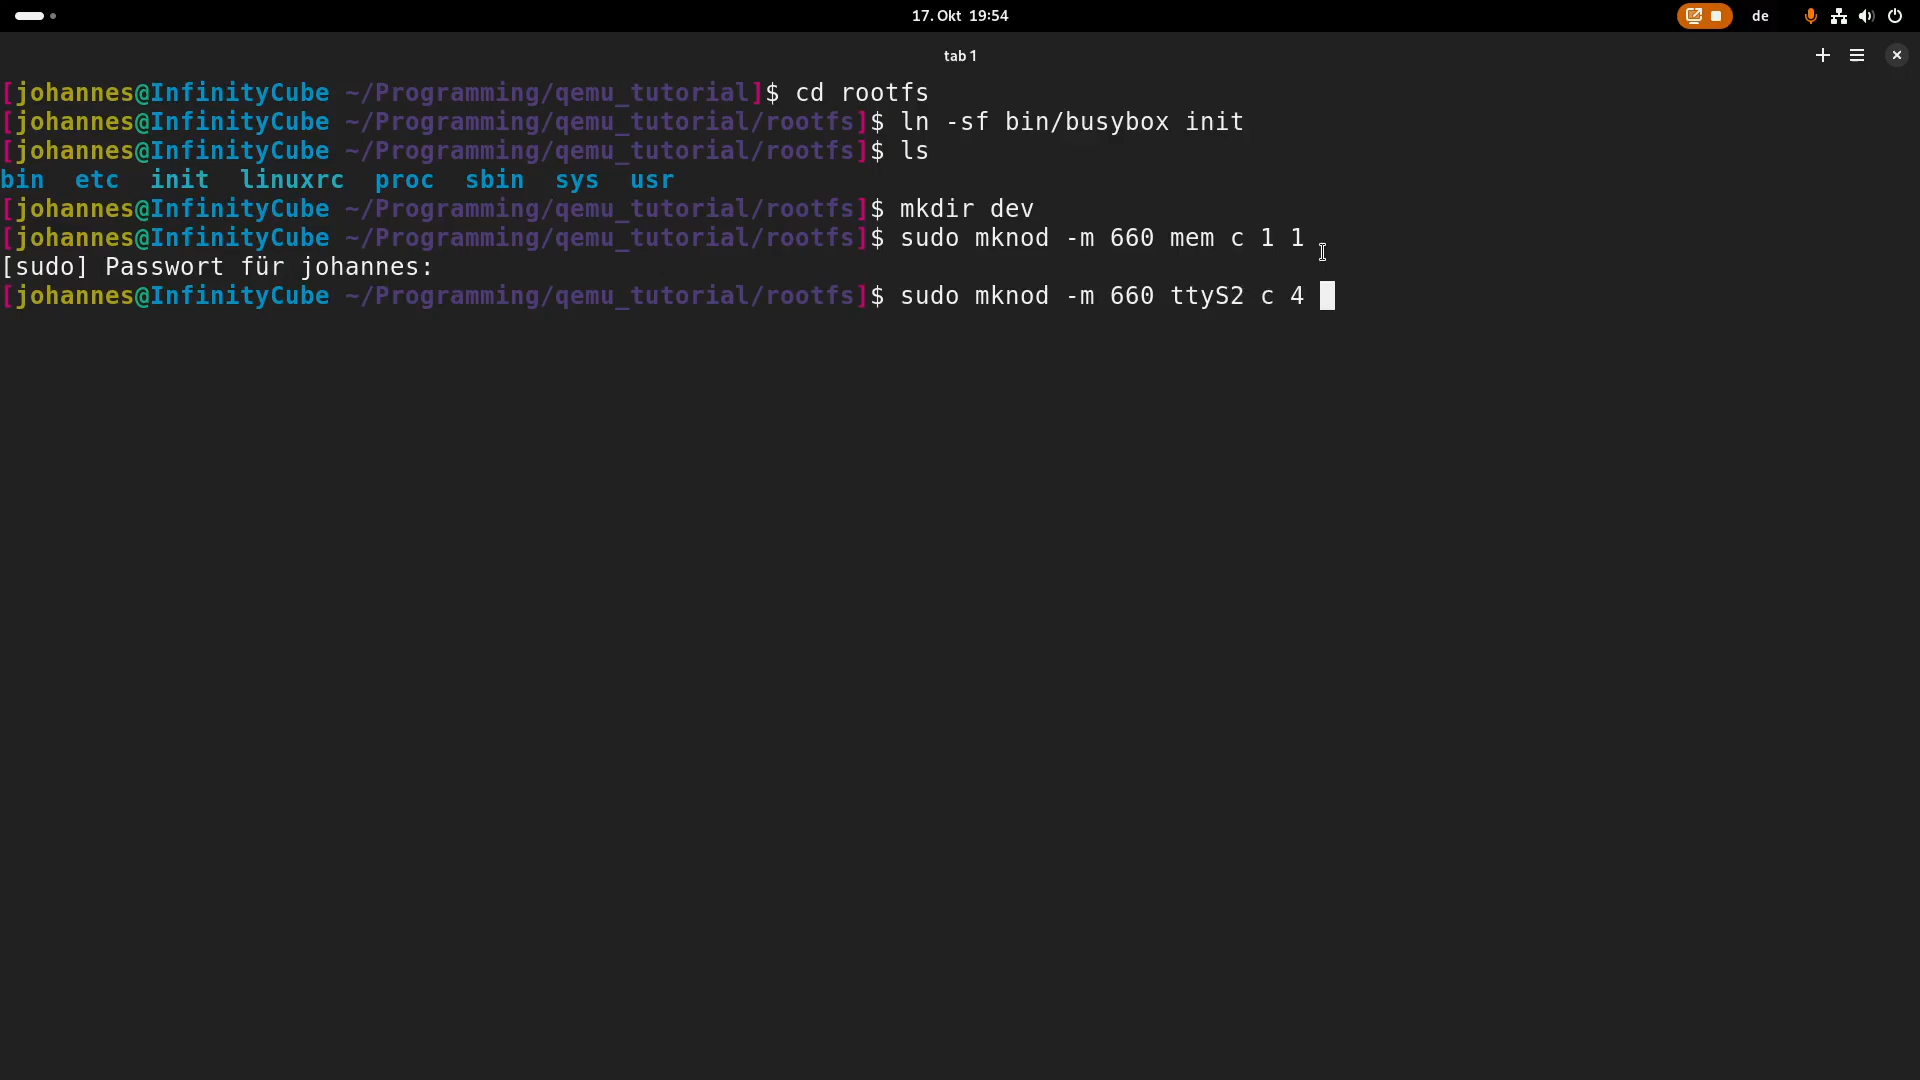 17. Okt 19:54
de
tab 1
[johannes@InfinityCube ~/Programming/qemu_tutorial]$ cd rootfs
[johannes@InfinityCube ~/Programming/qemu_tutorial/rootfs]$ ln -sf bin/busybox init
[johannes@InfinityCube ~/Programming/qemu_tutorial/rootfs]$ ls
bin  etc  init  linuxrc  proc  sbin  sys  usr
[johannes@InfinityCube ~/Programming/qemu_tutorial/rootfs]$ mkdir dev
[johannes@InfinityCube ~/Programming/qemu_tutorial/rootfs]$ sudo mknod -m 660 mem c 1 1
[sudo] Passwort für johannes:
[johannes@InfinityCube ~/Programming/qemu_tutorial/rootfs]$ sudo mknod -m 660 ttyS2 c 4